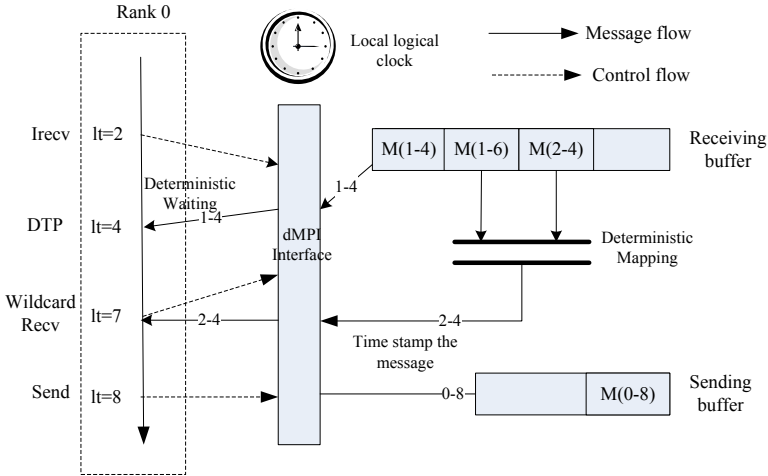 Rank 0
Local logical
clock
Message flow
Control flow
Irecv
lt=2
M(1-4)
M(1-6)
M(2-4)
Receiving
buffer
1-4
Deterministic
Waiting
1-4
DTP
lt=4
dMPI
Interface
Deterministic
Mapping
Wildcard
Recv
lt=7
2-4
2-4
Time stamp the
message
Send
lt=8
0-8
M(0-8)
Sending
buffer